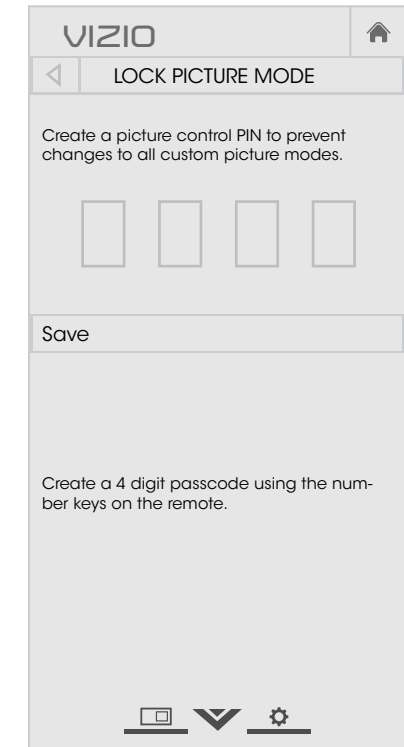 VIZIO
LOCK PICTURE MODE
Create a picture control PIN to prevent
changes to all custom picture modes.
Save
Create a 4 digit passcode using the num-
ber keys on the remote.